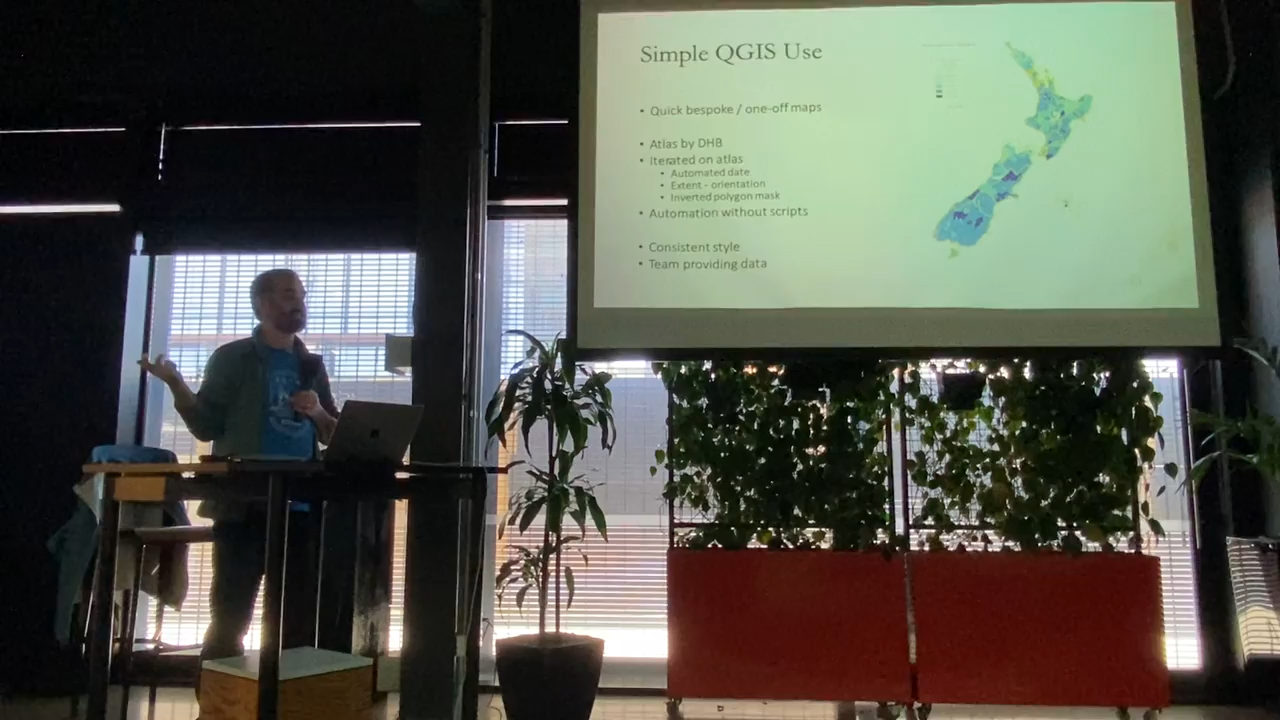 Simple QGIS Use
• Quick bespoke / one-off maps
• Atlas by DHB
• Iterated on atlas
• Automated date
• Extent - orientation
• Inverted polygon mask
• Automation without scripts
• Consistent style
• Team providing data